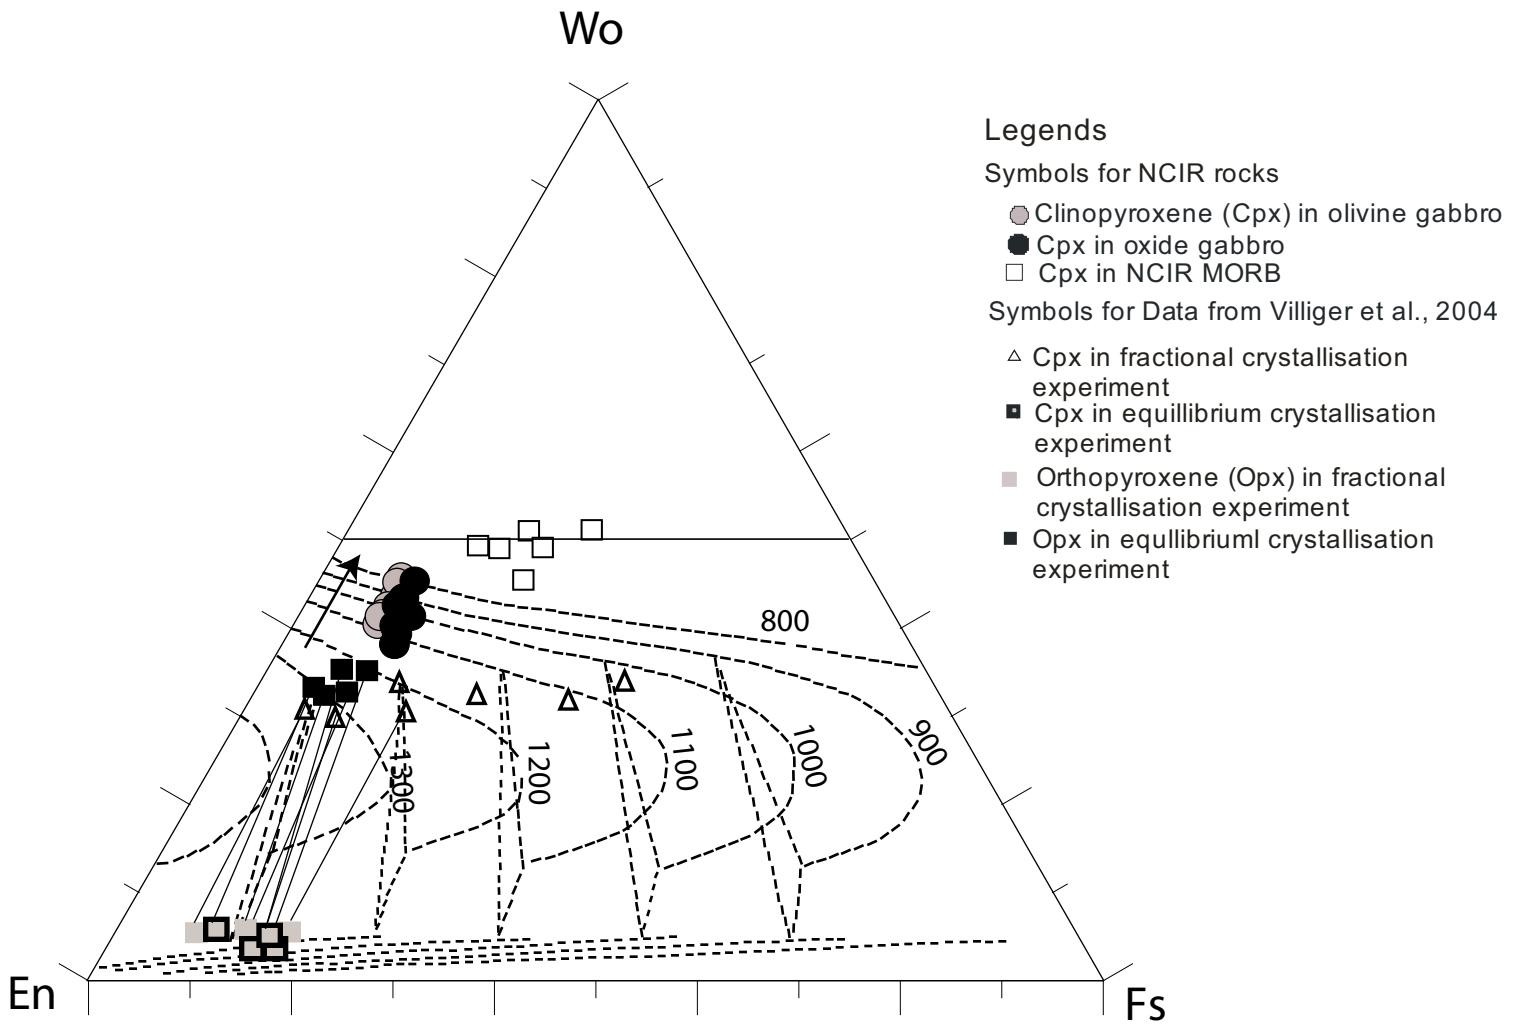 Wo
Legends
Symbols for NCIR rocks
Clinopyroxene (Cpx) in olivine gabbro
Cpx in oxide gabbro
Cpx in NCIR MORB
Symbols for Data from Villiger et al., 2004
Cpx in fractional crystallisation
experiment
Cpx in equillibrium crystallisation
experiment
Orthopyroxene (Opx) in fractional
crystallisation experiment
Opx in equllibriuml crystallisation
experiment
800
1300
1200
1100
1000
900
En
Fs